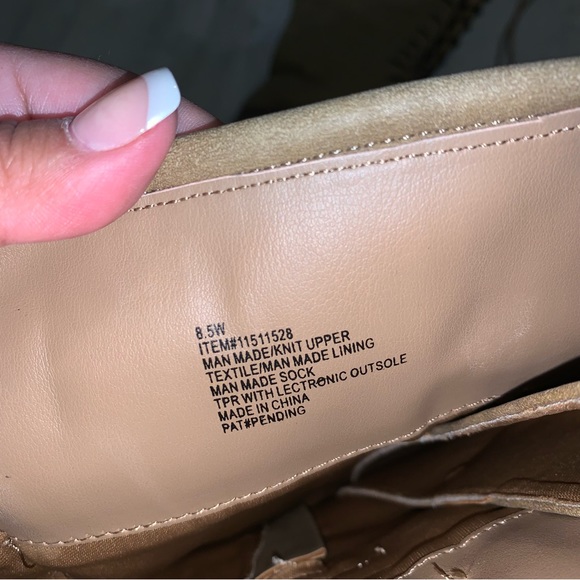 8.5W
ITEM#11511528
MAN MADE/KNIT UPPER
TEXTILE/MAN MADE LINING
MAN MADE SOCK
TPR WITH LECTRONIC OUTSOLE
MADE IN CHINA
PAT#PENDING